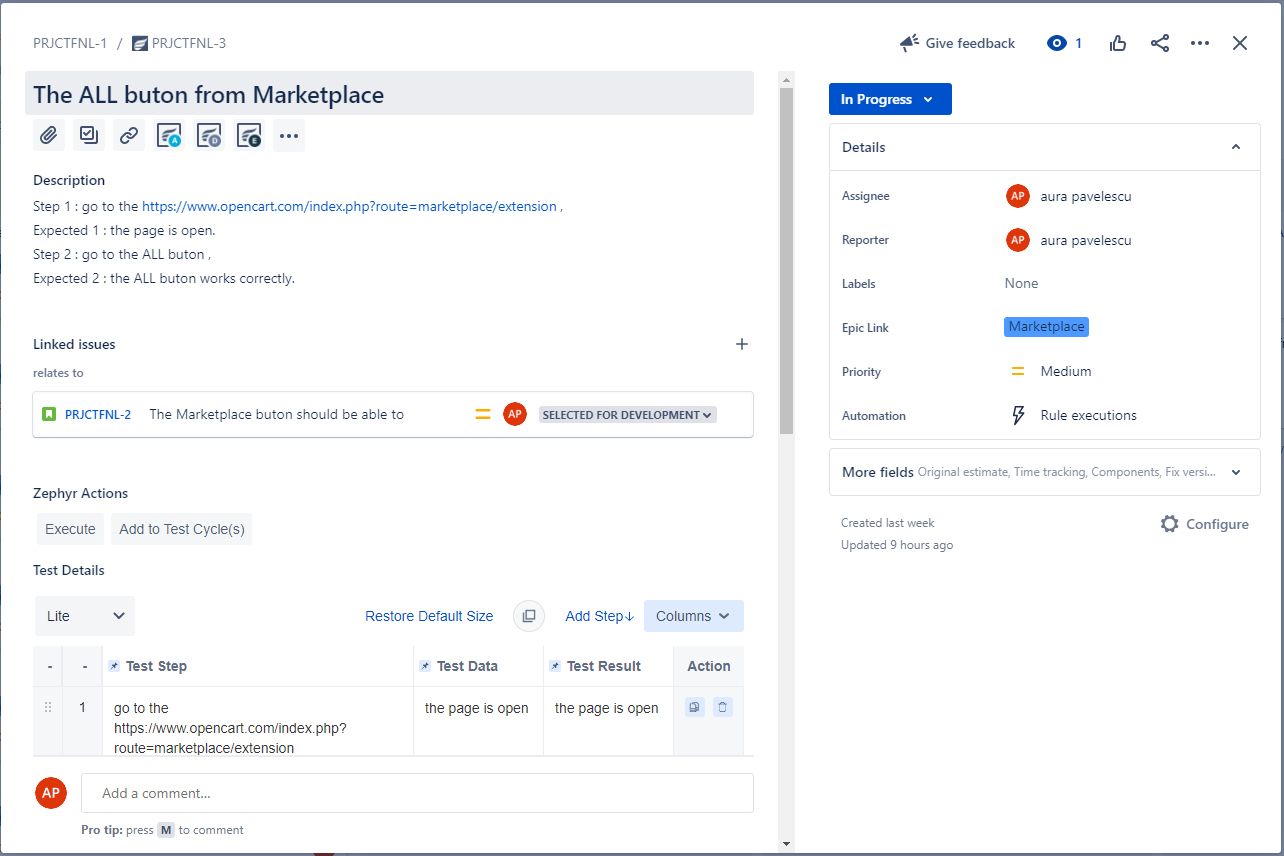 PRJCTFNL-1 / PRJCTFNL-3
Give feedback
1
The ALL buton from Marketplace
A
D
E
Description
Step 1 : go to the https://www.opencart.com/index.php?route=marketplace/extension ,
Expected 1 : the page is open.
Step 2 : go to the ALL buton ,
Expected 2 : the ALL buton works correctly.
Linked issues
relates to
PRJCTFNL-2 The Marketplace buton should be able to AP SELECTED FOR DEVELOPMENT
Zephyr Actions
Execute Add to Test Cycle(s)
Test Details
Lite Restore Default Size Add Step↓ Columns
- - Test Step Test Data Test Result Action
1 go to the the page is open the page is open
https://www.opencart.com/index.php?
route=marketplace/extension
AP Add a comment...
Pro tip: press M to comment
In Progress
Details
Assignee AP aura pavelescu
Reporter AP aura pavelescu
Labels None
Epic Link Marketplace
Priority Medium
Automation Rule executions
More fields Original estimate, Time tracking, Components, Fix versi...
Created last week Configure
Updated 9 hours ago